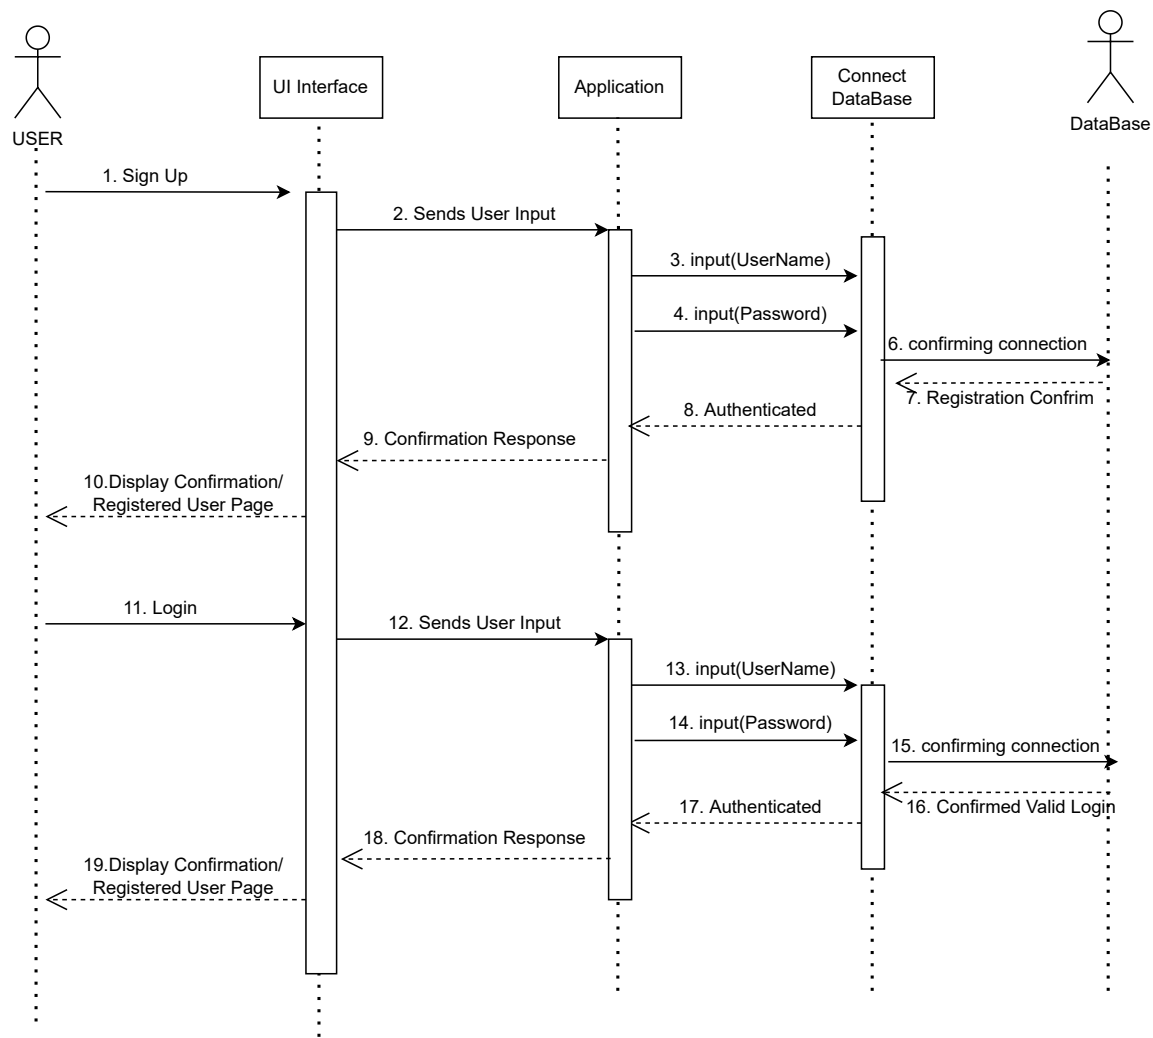 USER
UI Interface
Application
Connect
DataBase
DataBase
1. Sign Up
2. Sends User Input
3. input(UserName)
4. input(Password)
6. confirming connection
7. Registration Confrim
8. Authenticated
9. Confirmation Response
10.Display Confirmation/
Registered User Page
11. Login
12. Sends User Input
13. input(UserName)
14. input(Password)
15. confirming connection
16. Confirmed Valid Login
17. Authenticated
18. Confirmation Response
19.Display Confirmation/
Registered User Page